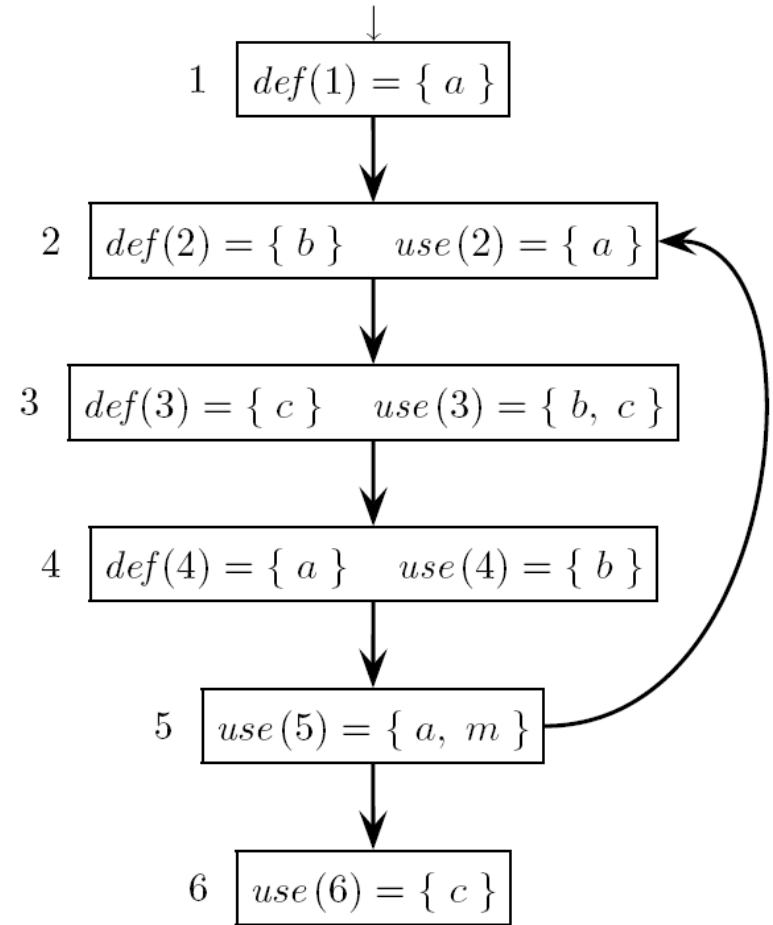 1 def(1) = { a }
2 def(2) = { b } use(2) = { a }
3 def(3) = { c } use(3) = { b, c }
4 def(4) = { a } use(4) = { b }
5 use(5) = { a, m }
6 use(6) = { c }